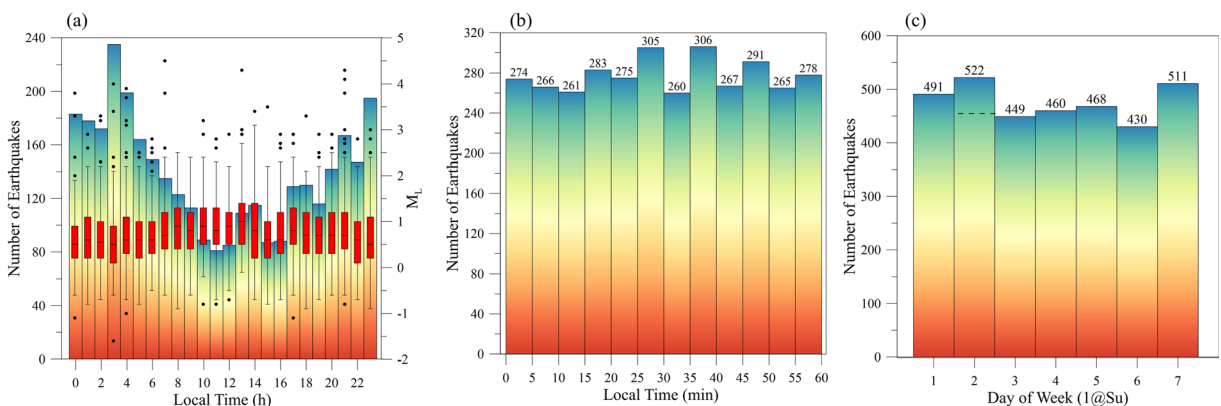 (a)
Number of Earthquakes
240
200
160
120
80
40
0
5
4
3
2
1
0
-1
-2
M_L
0 2 4 6 8 10 12 14 16 18 20 22
Local Time (h)
(b)
Number of Earthquakes
320
280
240
200
160
120
80
40
0
274 266 261 283 275 305 260 306 267 291 265 278
0 5 10 15 20 25 30 35 40 45 50 55 60
Local Time (min)
(c)
Number of Earthquakes
600
500
400
300
200
100
0
491 522 449 460 468 430 511
1 2 3 4 5 6 7
Day of Week (1@Su)